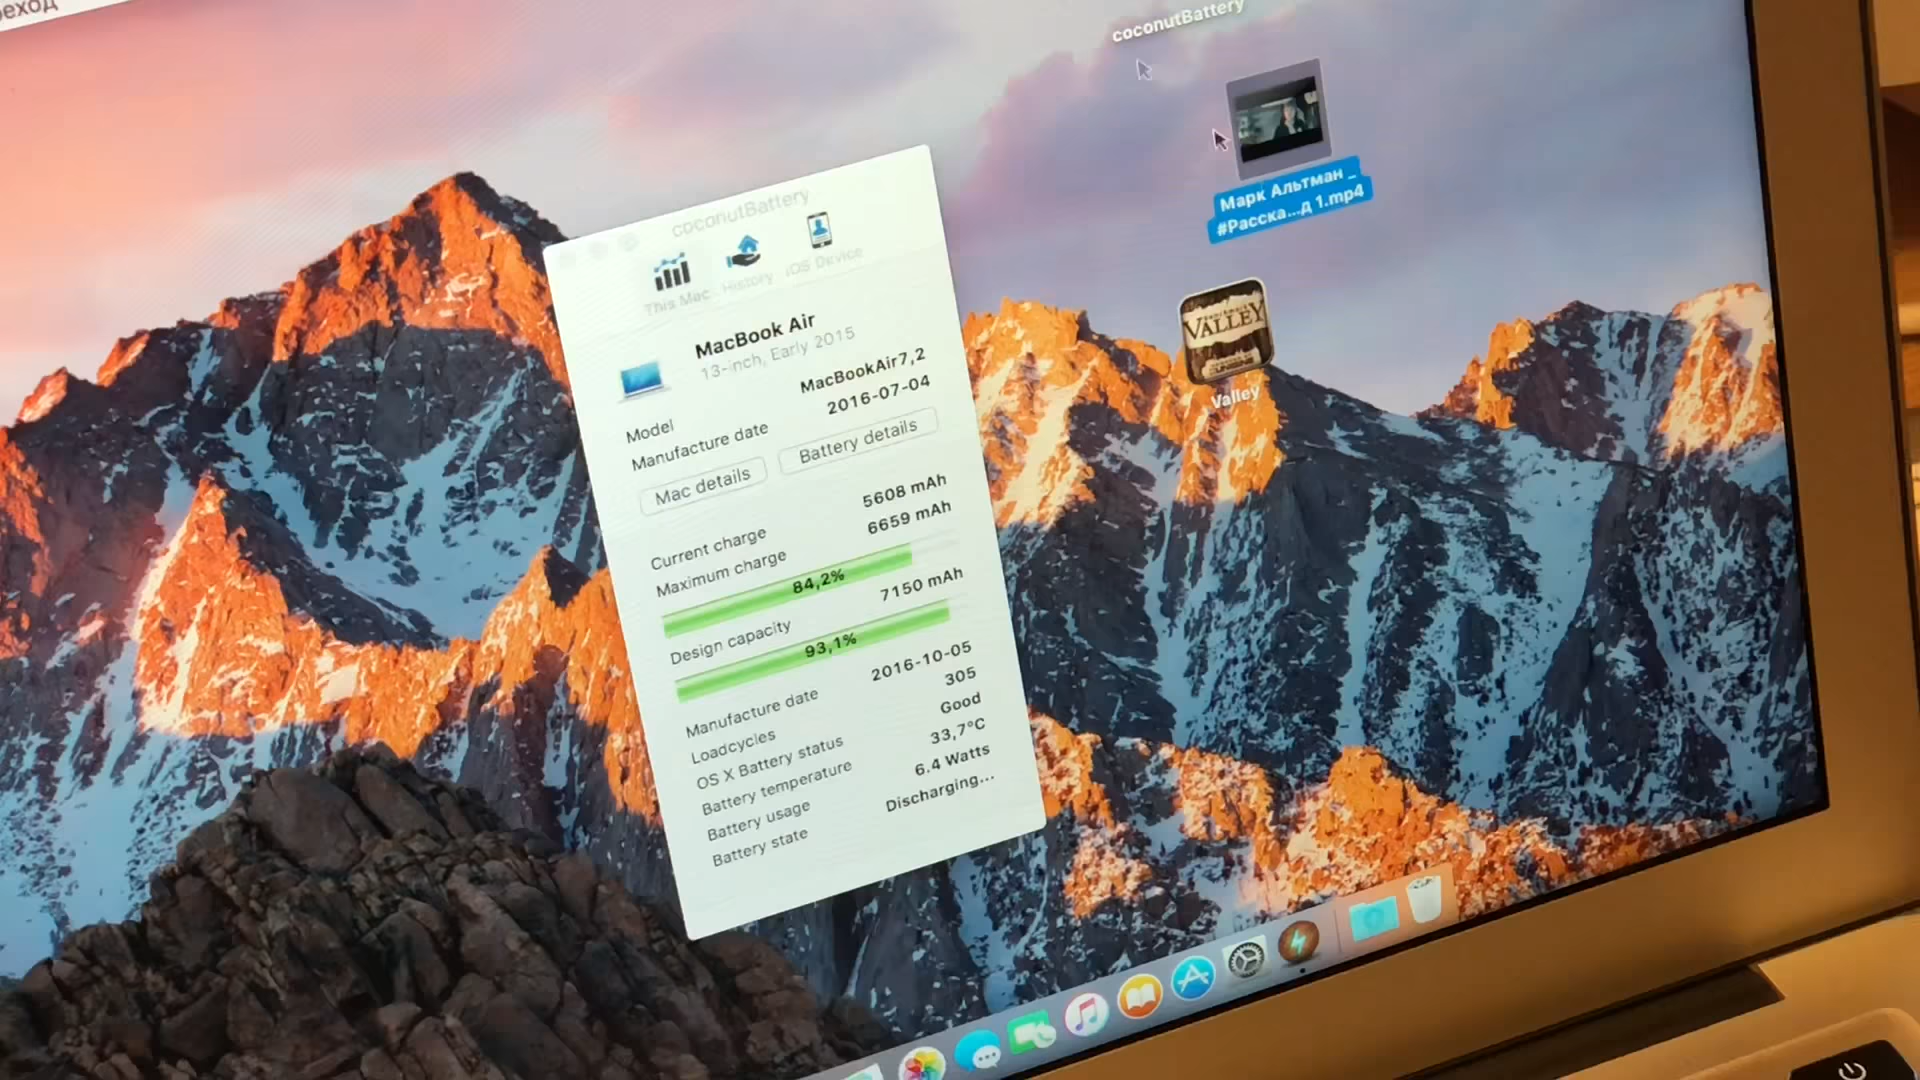 реход
coconutBattery
Марк Альтман _
#Расска...д 1.mp4
VALLEY
Valley
coconutBattery
This Mac
History
iOS Device
MacBook Air
13-inch, Early 2015
Model MacBookAir7,2
Manufacture date 2016-07-04
Mac details Battery details
Current charge 5608 mAh
Maximum charge 6659 mAh
84,2%
Design capacity 7150 mAh
93,1%
Manufacture date 2016-10-05
Loadcycles 305
OS X Battery status Good
Battery temperature 33,7°C
Battery usage 6.4 Watts
Battery state Discharging...